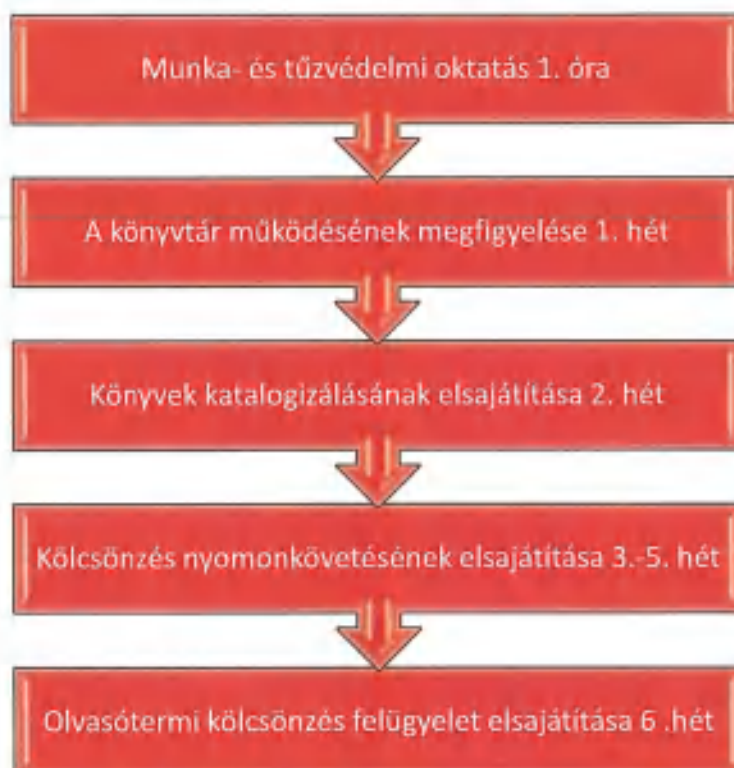 Munka- és tűzvédelmi oktatás 1. óra
A könyvtár működésének megfigyelése 1. hét
Könyvek katalogizálásának elsajátítása 2. hét
Kölcsönzés nyomonkövetésének elsajátítása 3.-5. hét
Olvasótermi kölcsönzés felügyelet elsajátítása 6 .hét